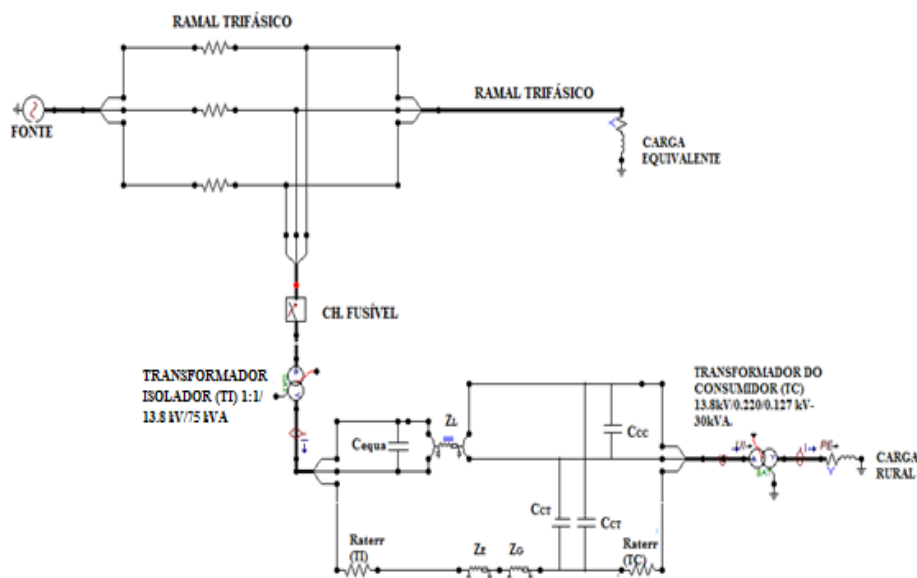 RAMAL TRIFÁSICO
FONTE
RAMAL TRIFÁSICO
CARGA
EQUIVALENTE
CH. FUSÍVEL
TRANSFORMADOR
ISOLADOR (TI) 1:1/
13.8 kV/75 kVA
TRANSFORMADOR DO
CONSUMIDOR (TC)
13.8kV/0.220/0.127 kV-
30kVA.
ZL
Cequa
CCC
CARGA
RURAL
CCT
CCT
Raterr
(TI)
ZE
ZG
Raterr
(TC)